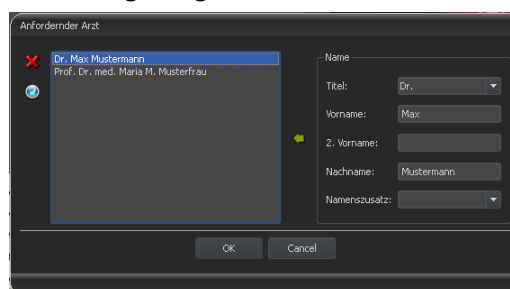 Anfordernder Arzt
Dr. Max Mustermann
Prof. Dr. med. Maria M. Musterfrau
Name
Titel: Dr.
Vorname: Max
2. Vorname:
Nachname: Mustermann
Namenszusatz:
OK Cancel